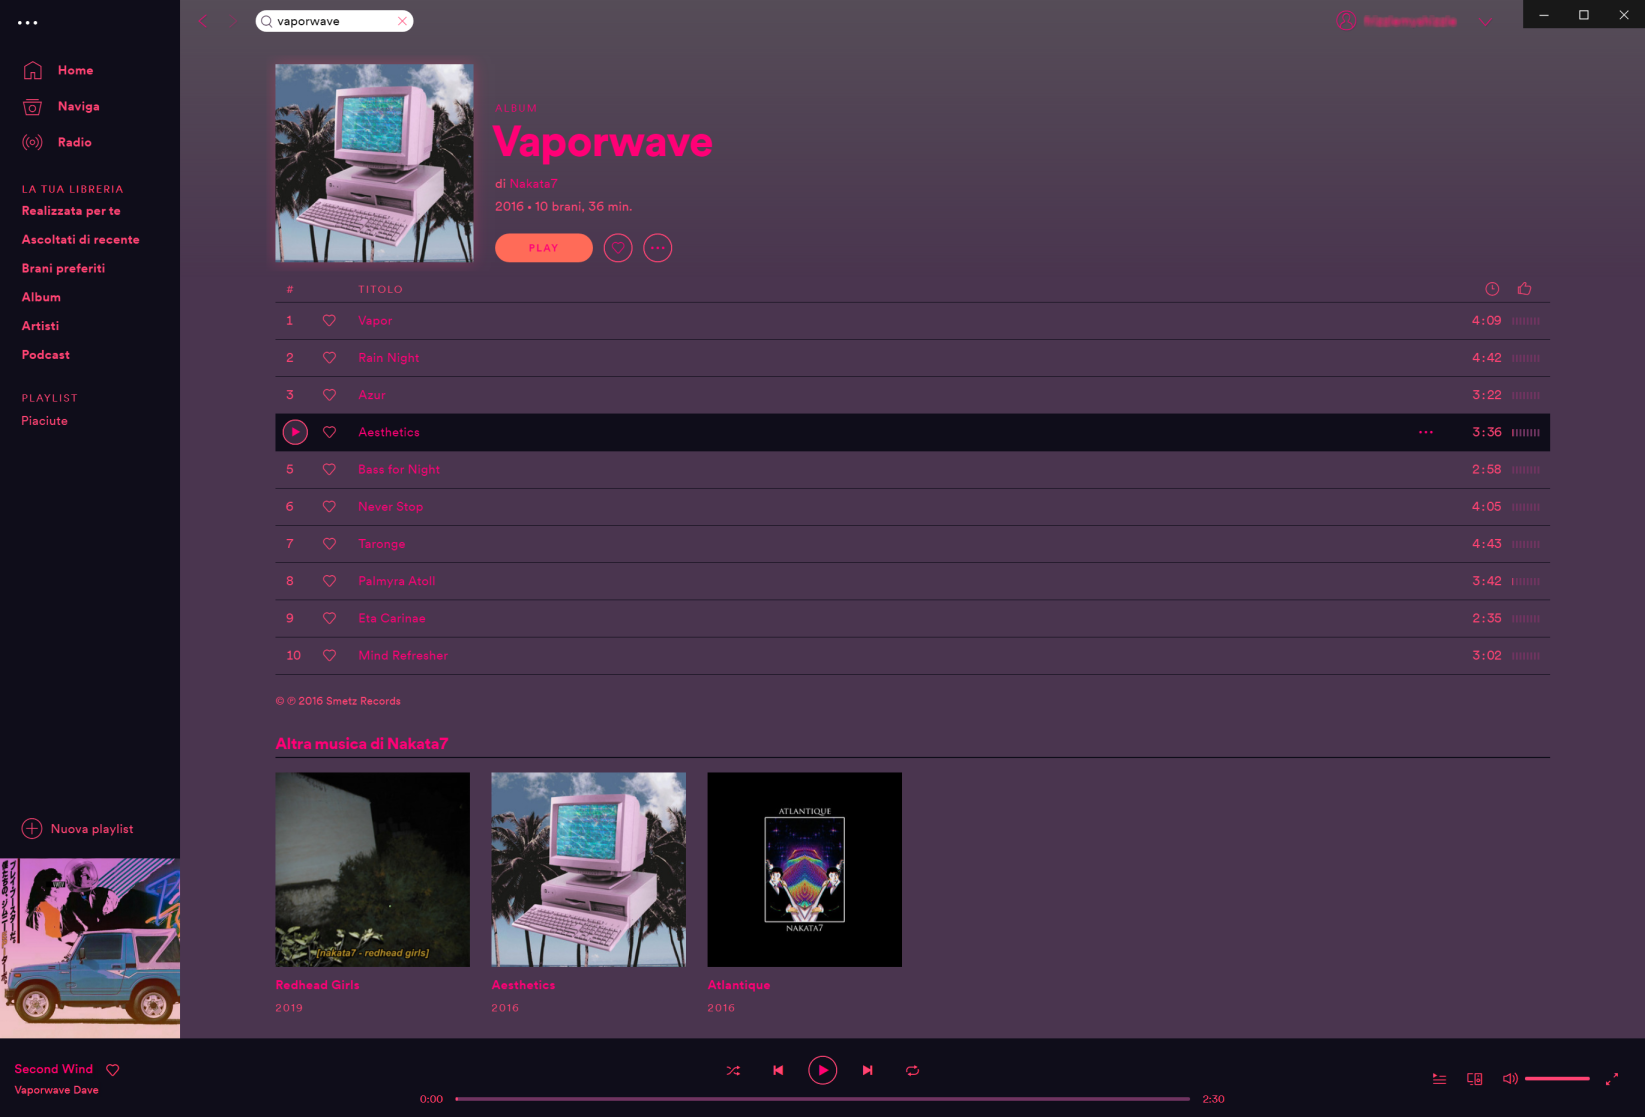 vaporwave
Home
Naviga
Radio
LA TUA LIBRERIA
Realizzata per te
Ascoltati di recente
Brani preferiti
Album
Artisti
Podcast
PLAYLIST
Piaciute
Nuova playlist
ALBUM
Vaporwave
di Nakata7
2016 • 10 brani, 36 min.
PLAY
# TITOLO
1 Vapor 4:09
2 Rain Night 4:42
3 Azur 3:22
Aesthetics 3:36
5 Bass for Night 2:58
6 Never Stop 4:05
7 Taronge 4:43
8 Palmyra Atoll 3:42
9 Eta Carinae 2:35
10 Mind Refresher 3:02
© ℗ 2016 Smetz Records
Altra musica di Nakata7
[nakata7 - redhead girls]
Redhead Girls
2019
Aesthetics
2016
ATLANTIQUE
NAKATA7
Atlantique
2016
Second Wind
Vaporwave Dave
0:00
2:30